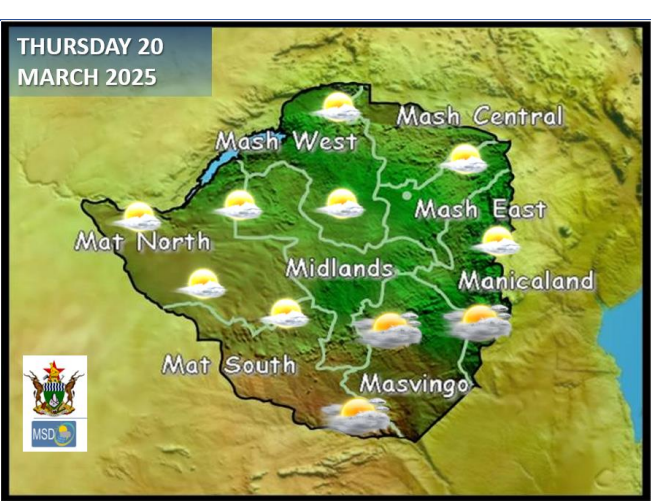 THURSDAY 20
MARCH 2025
Mash Central
Mash West
Mash East
Mat North
Midlands
Manicaland
Mat South
Masvingo
MSD